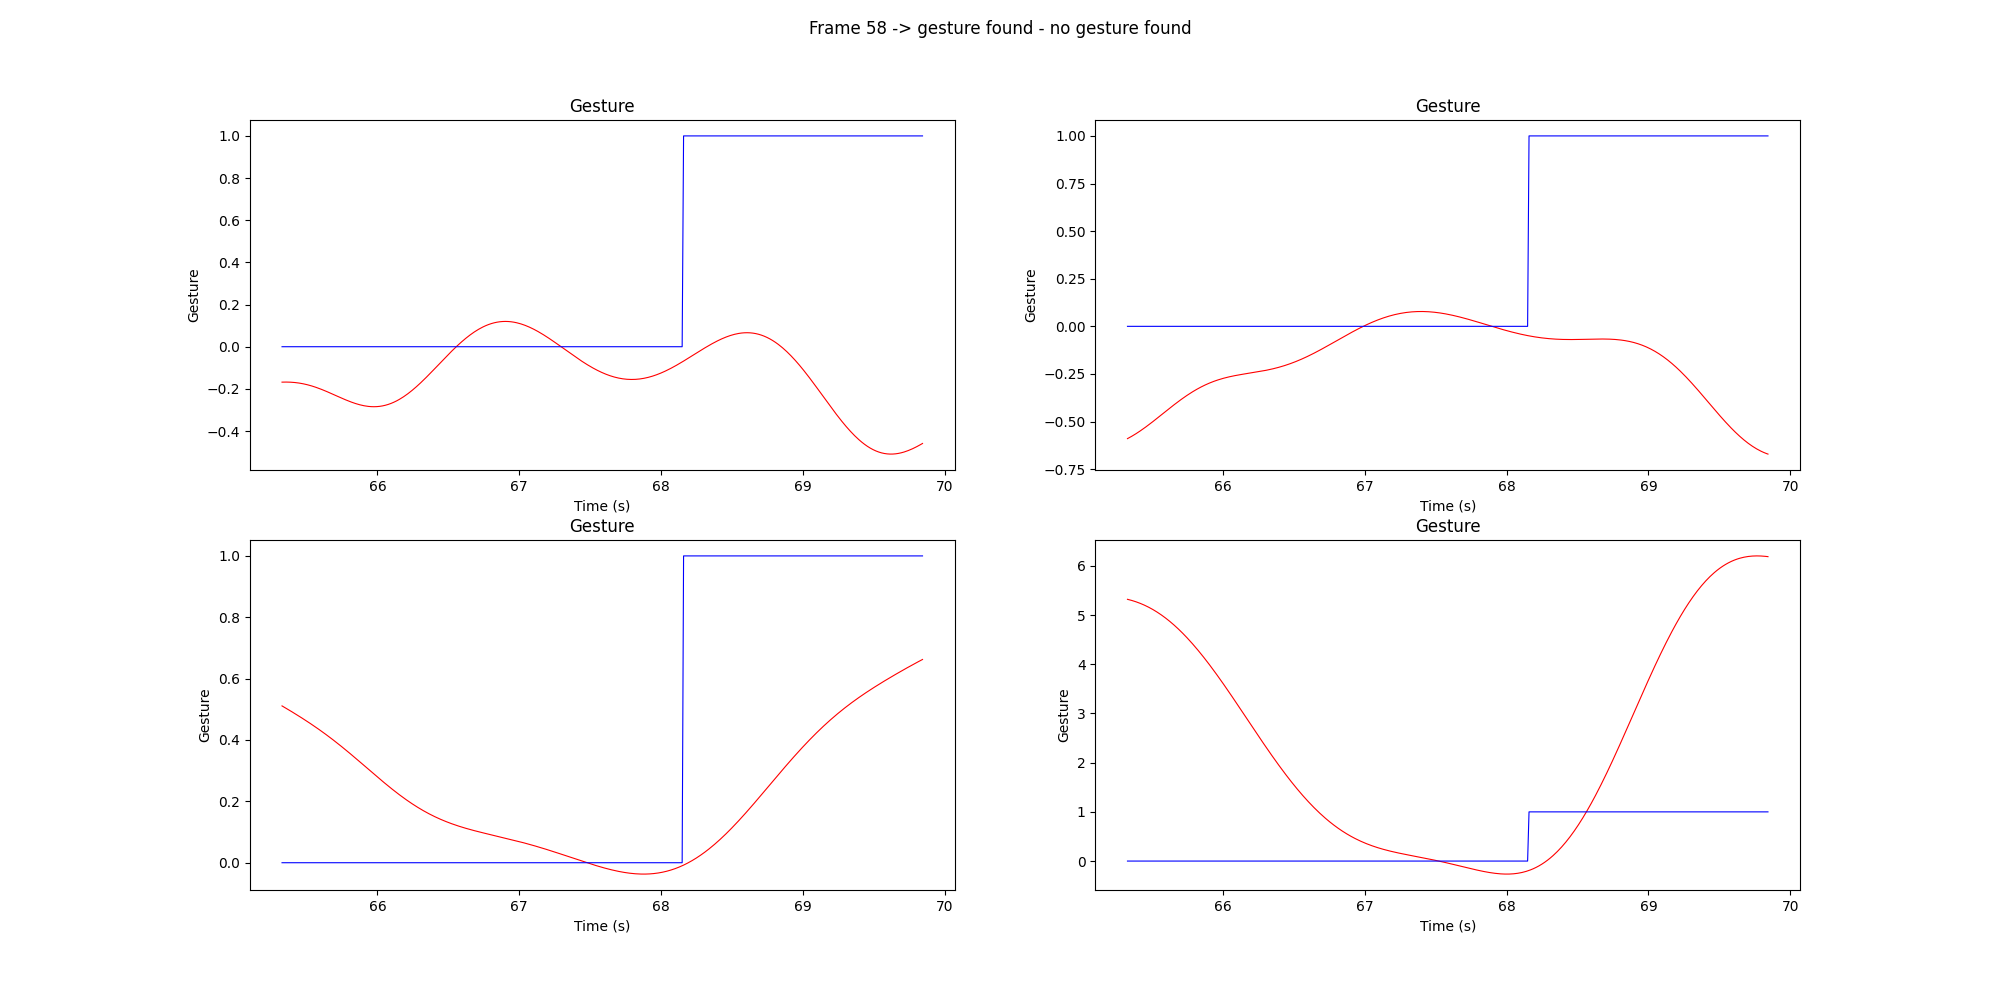 Frame 58 -> gesture found - no gesture found
Gesture
1.0
0.8
0.6
0.4
0.2
0.0
−0.2
−0.4
Gesture
66 67 68 69 70
Time (s)
Gesture
1.00
0.75
0.50
0.25
0.00
−0.25
−0.50
−0.75
Gesture
66 67 68 69 70
Time (s)
Gesture
1.0
0.8
0.6
0.4
0.2
0.0
Gesture
66 67 68 69 70
Time (s)
Gesture
6
5
4
3
2
1
0
Gesture
66 67 68 69 70
Time (s)